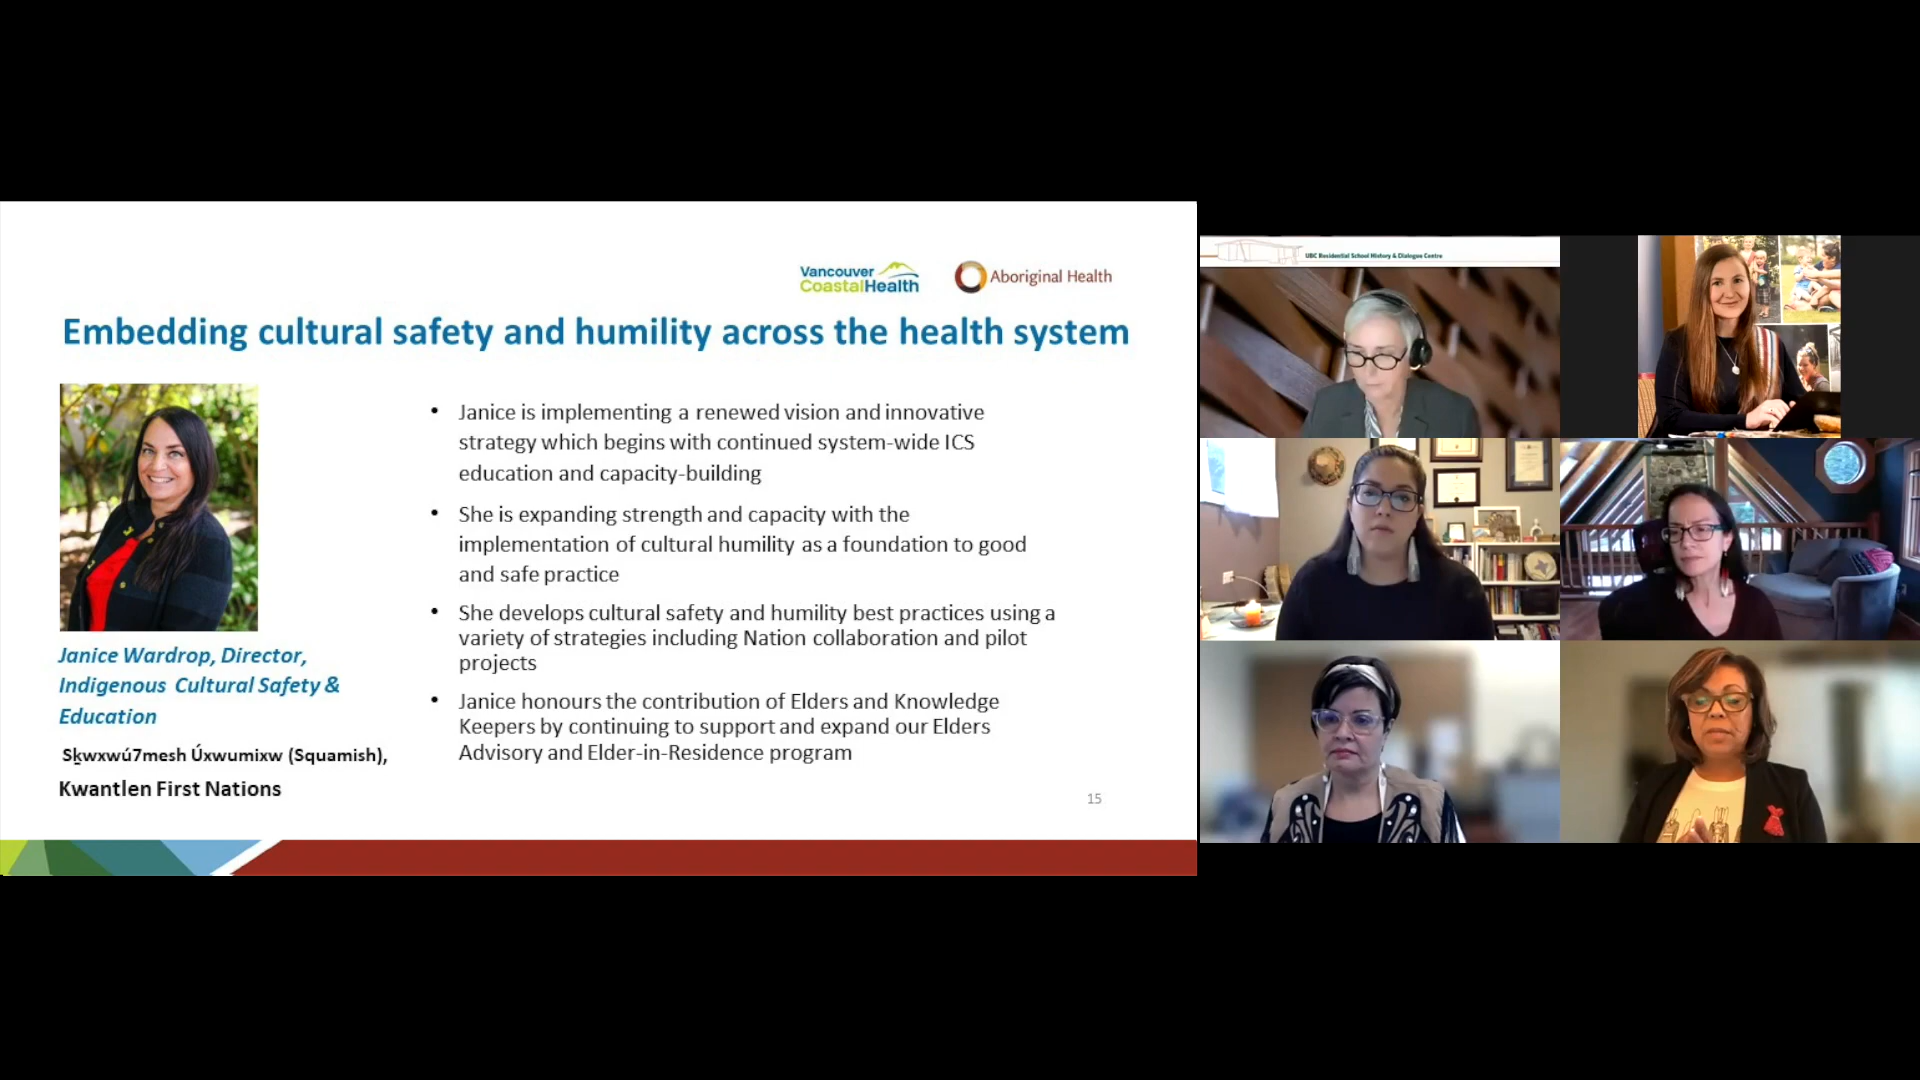 Vancouver
CoastalHealth
Aboriginal Health
Embedding cultural safety and humility across the health system
• Janice is implementing a renewed vision and innovative
strategy which begins with continued system-wide ICS
education and capacity-building
• She is expanding strength and capacity with the
implementation of cultural humility as a foundation to good
and safe practice
• She develops cultural safety and humility best practices using a
variety of strategies including Nation collaboration and pilot
projects
• Janice honours the contribution of Elders and Knowledge
Keepers by continuing to support and expand our Elders
Advisory and Elder-in-Residence program
Janice Wardrop, Director,
Indigenous Cultural Safety &
Education
Sḵwxwú7mesh Úxwumixw (Squamish),
Kwantlen First Nations
15
UBC Residential School History & Dialogue Centre